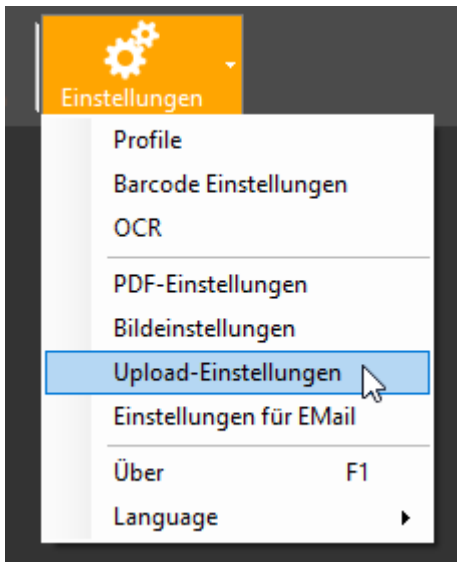 Einstellungen
Profile
Barcode Einstellungen
OCR
PDF-Einstellungen
Bildeinstellungen
Upload-Einstellungen
Einstellungen für EMail
Über F1
Language